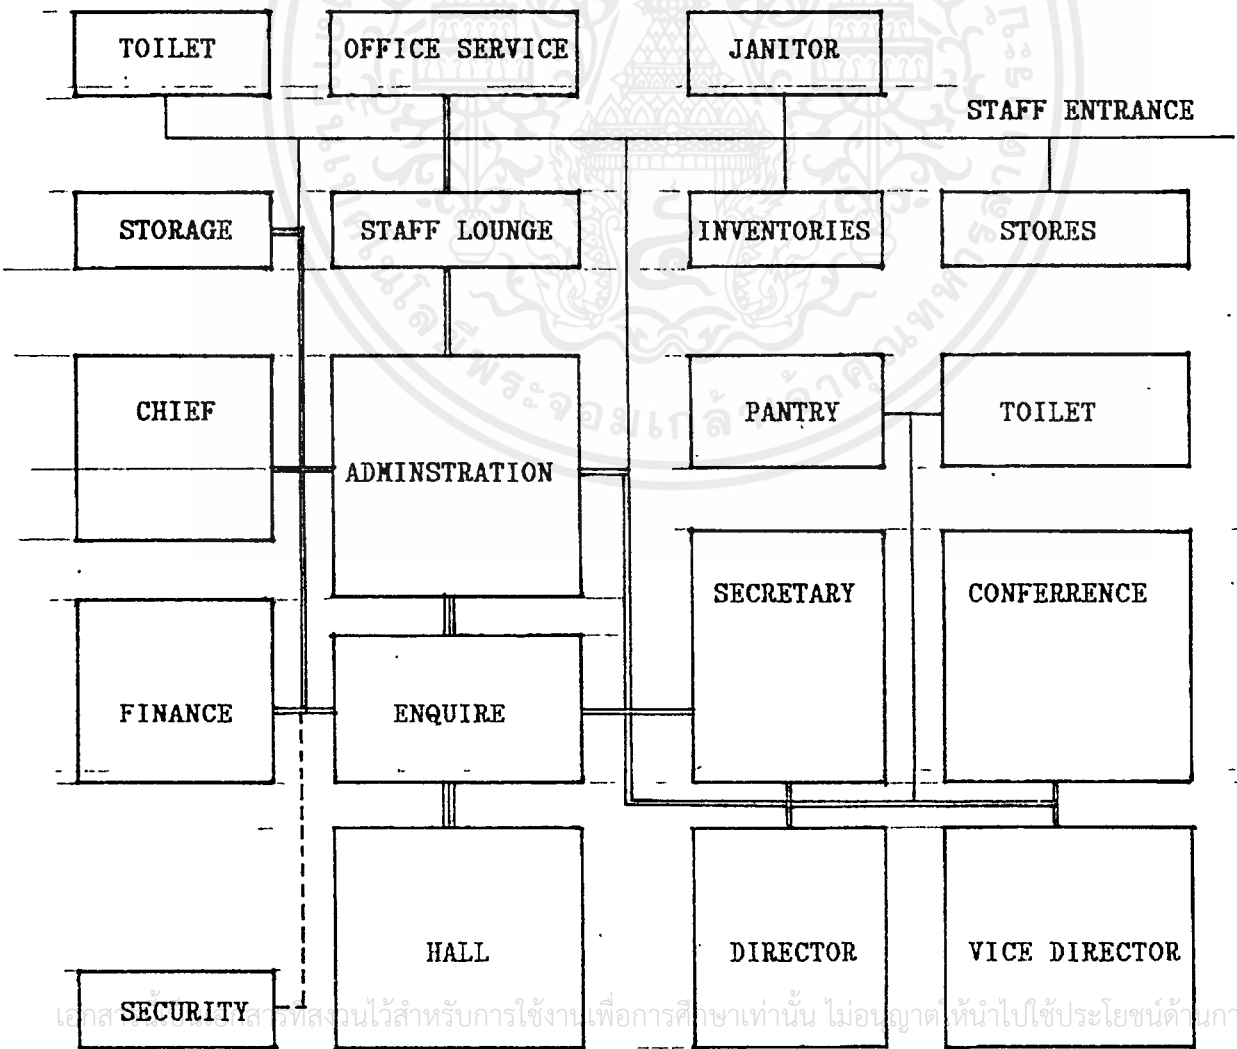 TOILET
OFFICE SERVICE
JANITOR
STAFF ENTRANCE
STORAGE
STAFF LOUNGE
INVENTORIES
STORES
CHIEF
ADMINSTRATION
PANTRY
TOILET
SECRETARY
CONFERRENCE
FINANCE
ENQUIRE
HALL
DIRECTOR
VICE DIRECTOR
SECURITY
เอกสารนี้เป็นเอกสารที่สงวนไว้สำหรับการใช้งานเพื่อการศึกษาเท่านั้น ไม่อนุญาตให้นำไปใช้ประโยชน์ด้าน